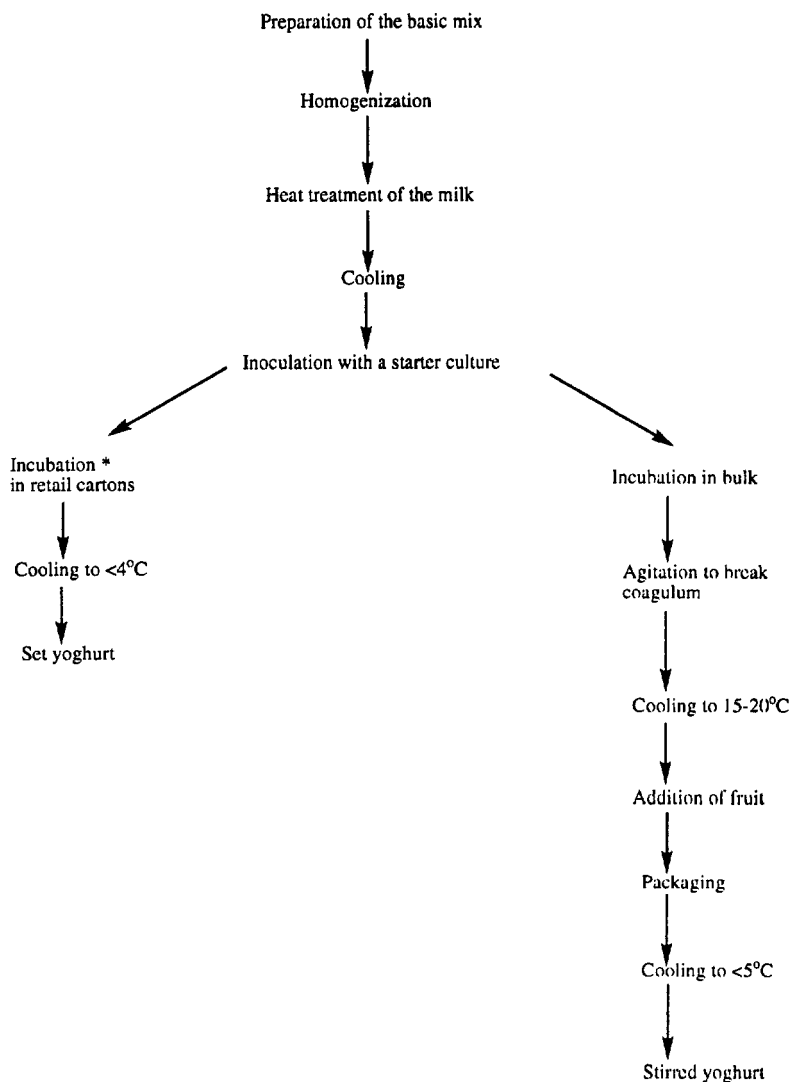 Preparation of the basic mix
Homogenization
Heat treatment of the milk
Cooling
Inoculation with a starter culture
Incubation *
in retail cartons
Cooling to <4°C
Set yoghurt
Incubation in bulk
Agitation to break
coagulum
Cooling to 15-20°C
Addition of fruit
Packaging
Cooling to <5°C
Stirred yoghurt